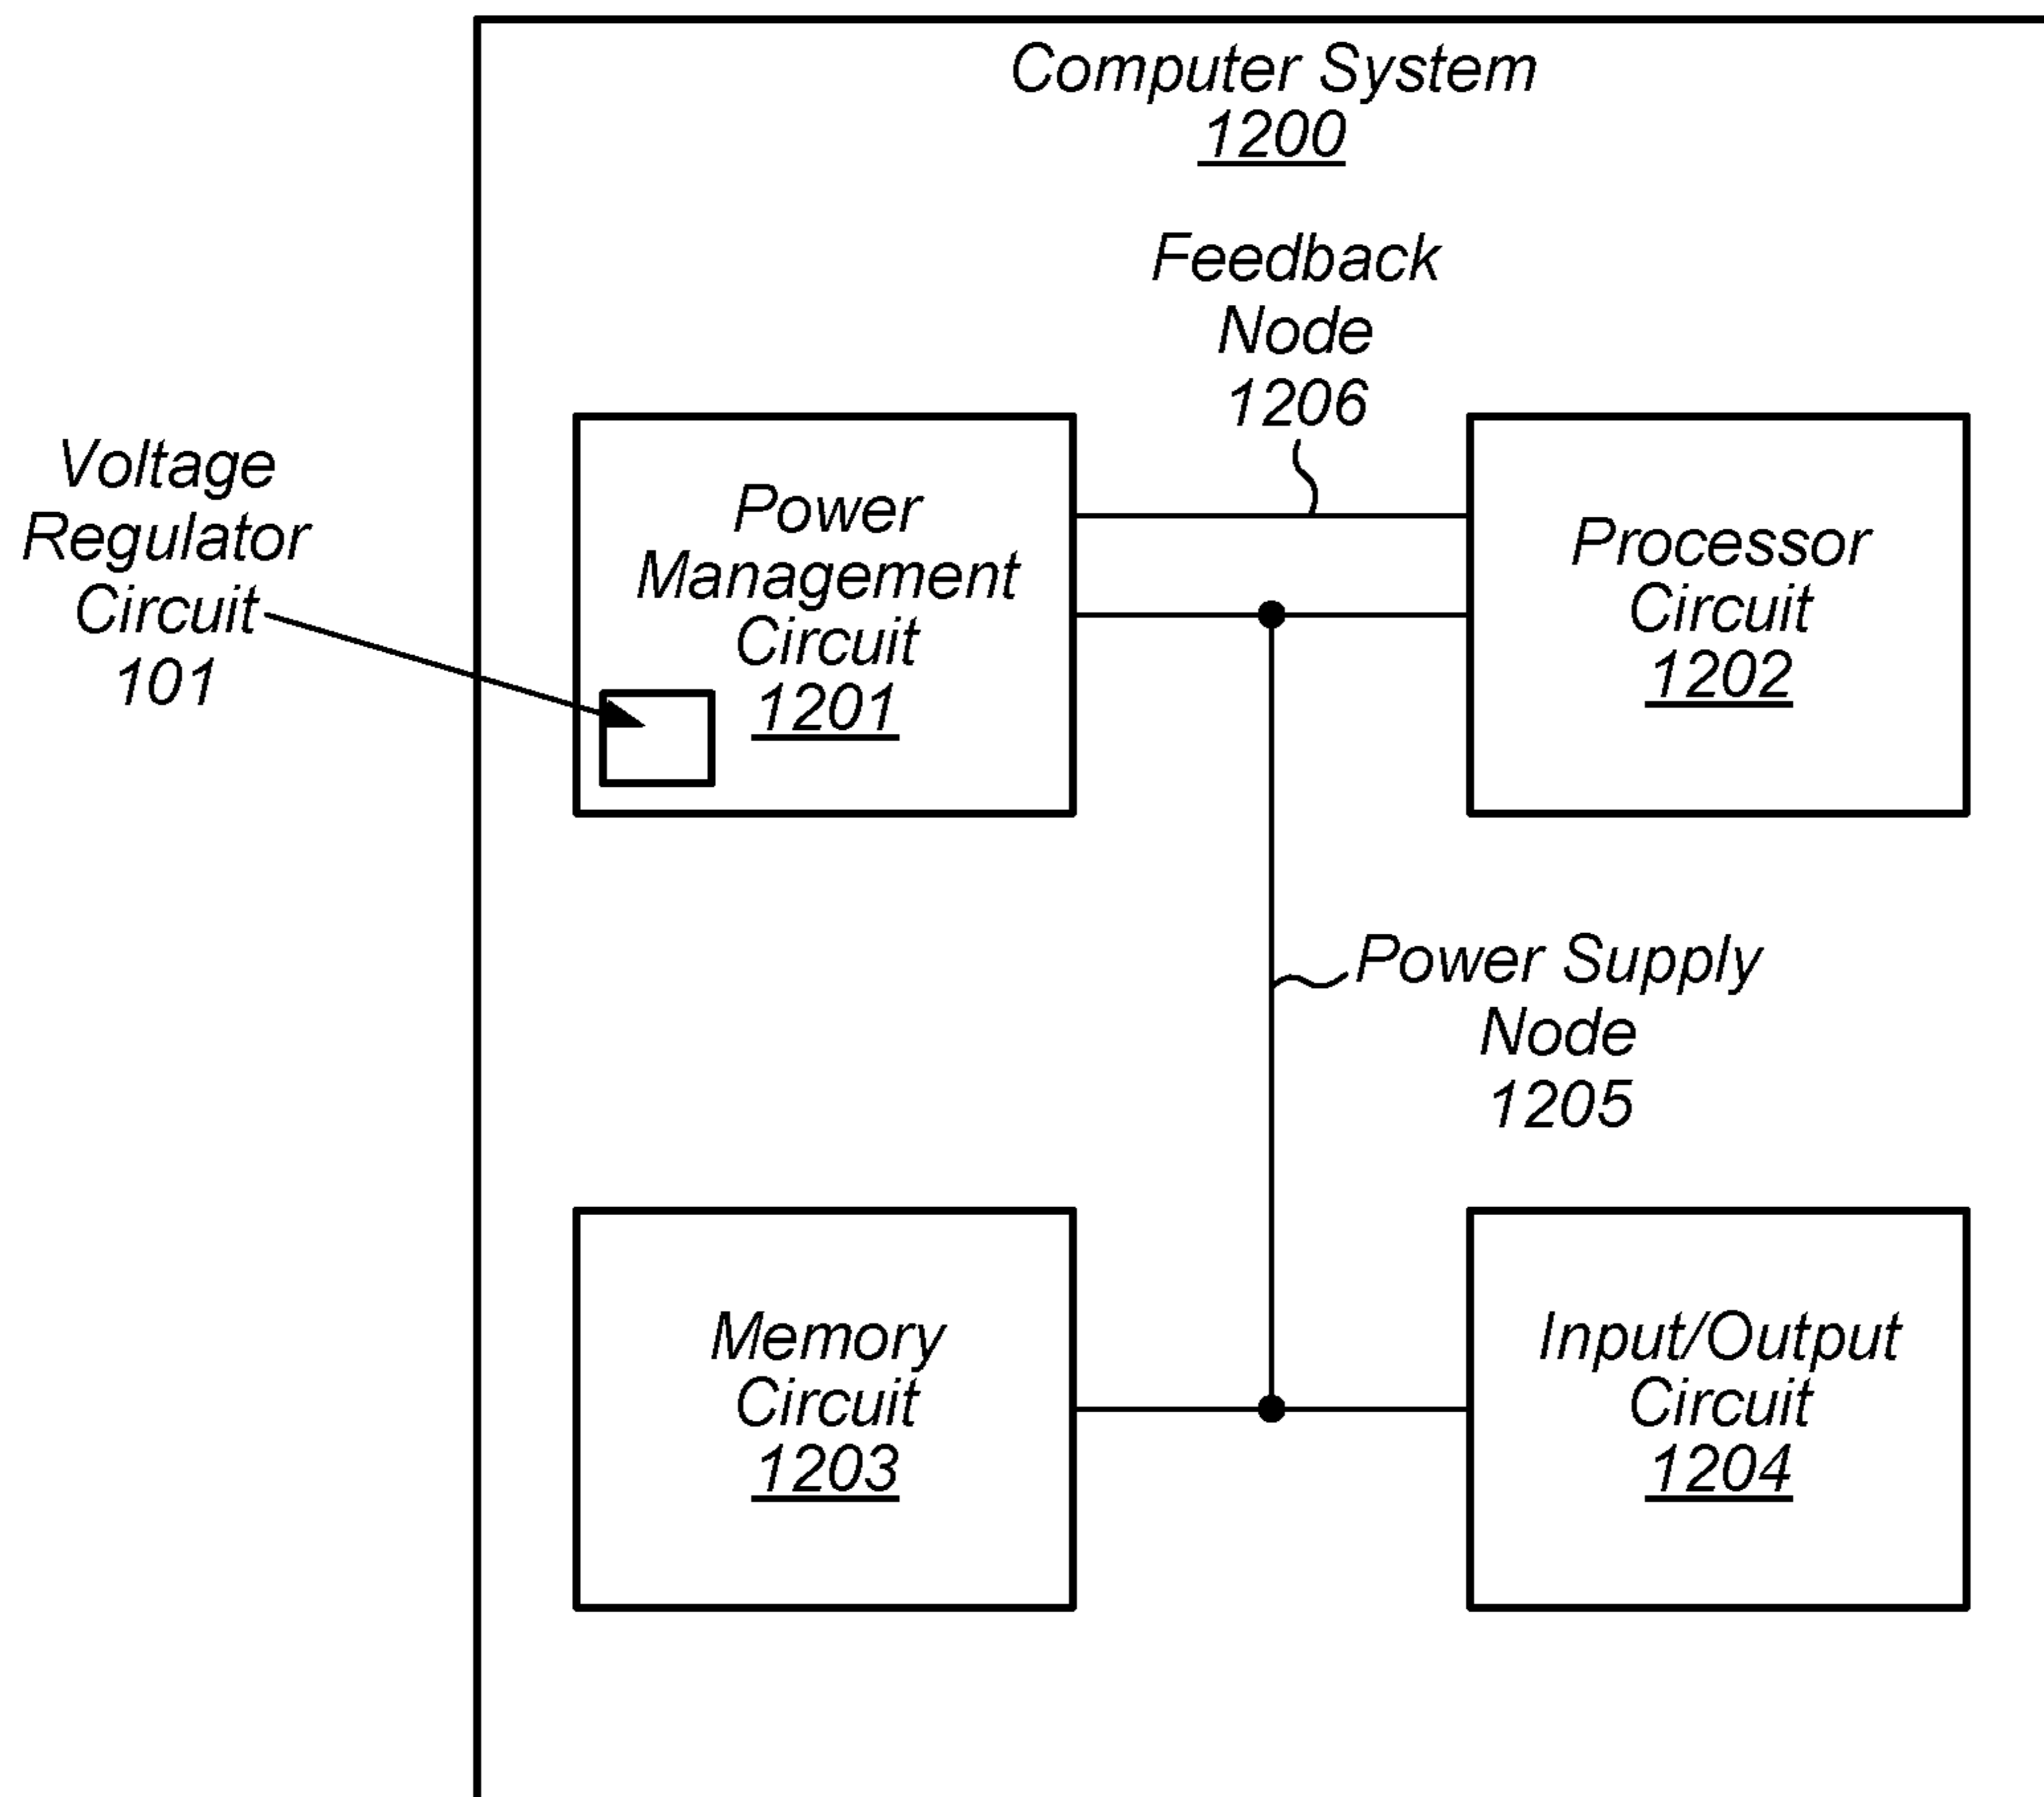 Computer System
1200
Feedback
Node
1206
Voltage
Regulator
Circuit
101
Power
Management
Circuit
1201
Processor
Circuit
1202
Power Supply
Node
1205
Memory
Circuit
1203
Input/Output
Circuit
1204